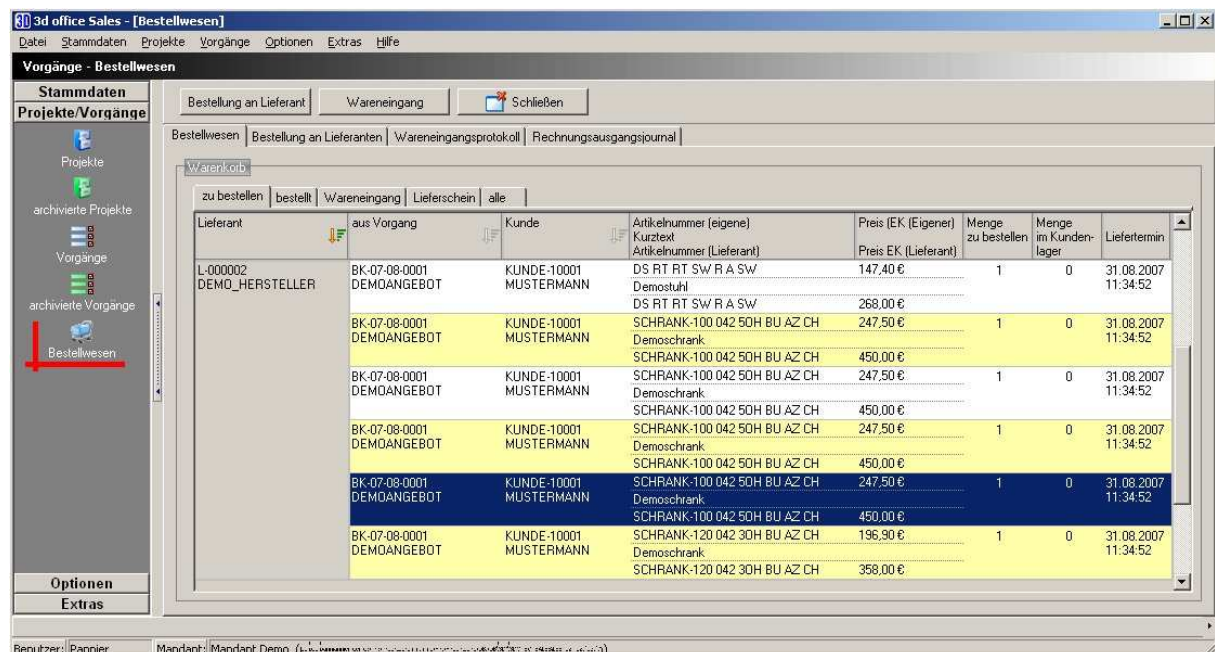 3d office Sales - [Bestellwesen]
Datei Stammdaten Projekte Vorgänge Optionen Extras Hilfe
Vorgänge - Bestellwesen
Stammdaten
Projekte/Vorgänge
Projekte
archivierte Projekte
Vorgänge
archivierte Vorgänge
Bestellwesen
Optionen
Extras
Bestellung an Lieferant Wareneingang Schließen
Bestellwesen Bestellung an Lieferanten Wareneingangsprotokoll Rechnungsausgangsjournal
Warenkorb
zu bestellen bestellt Wareneingang Lieferschein alle
Lieferant aus Vorgang Kunde Artikelnummer (eigene) Preis (EK (Eigener) Menge Menge
Kurztext zu bestellen im Kunden- Liefertermin
Artikelnummer (Lieferant) Preis EK (Lieferant) lager
L-000002 BK-07-08-0001 KUNDE-10001 DS RT RT SW R A SW 147,40 € 1 0 31.08.2007
DEMO_HERSTELLER DEMOANGEBOT MUSTERMANN Demostuhl 11:34:52
DS RT RT SW R A SW 268,00 €
BK-07-08-0001 KUNDE-10001 SCHRANK-100 042 5OH BU AZ CH 247,50 € 1 0 31.08.2007
DEMOANGEBOT MUSTERMANN Demoschrank 11:34:52
SCHRANK-100 042 5OH BU AZ CH 450,00 €
BK-07-08-0001 KUNDE-10001 SCHRANK-100 042 5OH BU AZ CH 247,50 € 1 0 31.08.2007
DEMOANGEBOT MUSTERMANN Demoschrank 11:34:52
SCHRANK-100 042 5OH BU AZ CH 450,00 €
BK-07-08-0001 KUNDE-10001 SCHRANK-100 042 5OH BU AZ CH 247,50 € 1 0 31.08.2007
DEMOANGEBOT MUSTERMANN Demoschrank 11:34:52
SCHRANK-100 042 5OH BU AZ CH 450,00 €
BK-07-08-0001 KUNDE-10001 SCHRANK-100 042 5OH BU AZ CH 247,50 € 1 0 31.08.2007
DEMOANGEBOT MUSTERMANN Demoschrank 11:34:52
SCHRANK-100 042 5OH BU AZ CH 450,00 €
BK-07-08-0001 KUNDE-10001 SCHRANK-120 042 3OH BU AZ CH 196,90 € 1 0 31.08.2007
DEMOANGEBOT MUSTERMANN Demoschrank 11:34:52
SCHRANK-120 042 3OH BU AZ CH 358,00 €
Benutzer: Pannier Mandant: Mandant Demo